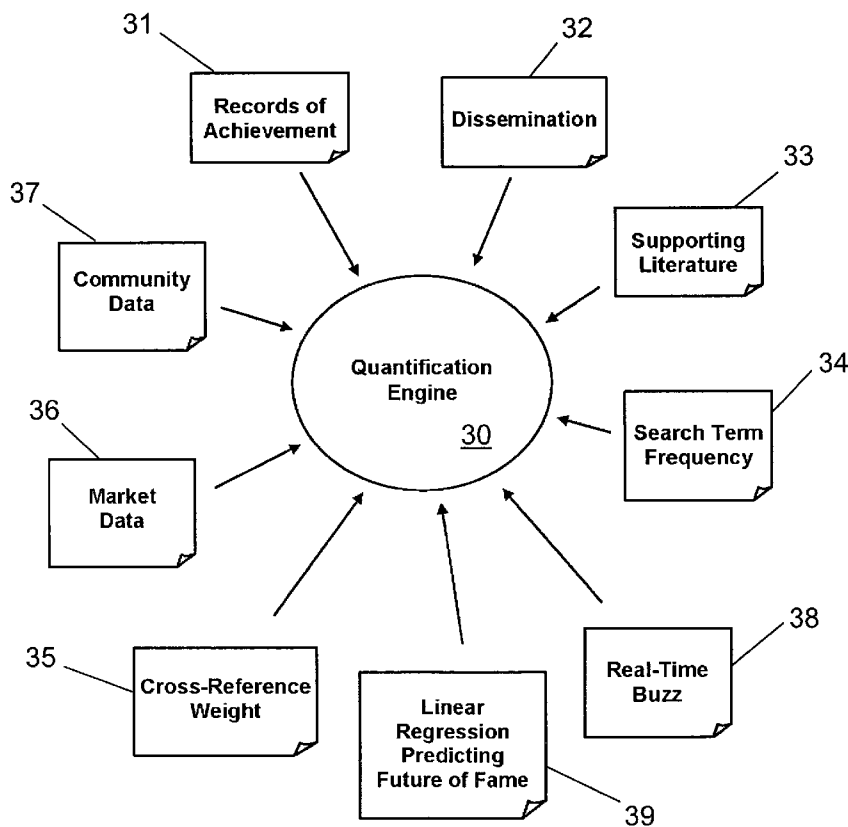 31
Records of
Achievement
32
Dissemination
33
Supporting
Literature
37
Community
Data
Quantification
Engine
30
34
Search Term
Frequency
36
Market
Data
35
Cross-Reference
Weight
Linear
Regression
Predicting
Future of Fame
39
38
Real-Time
Buzz